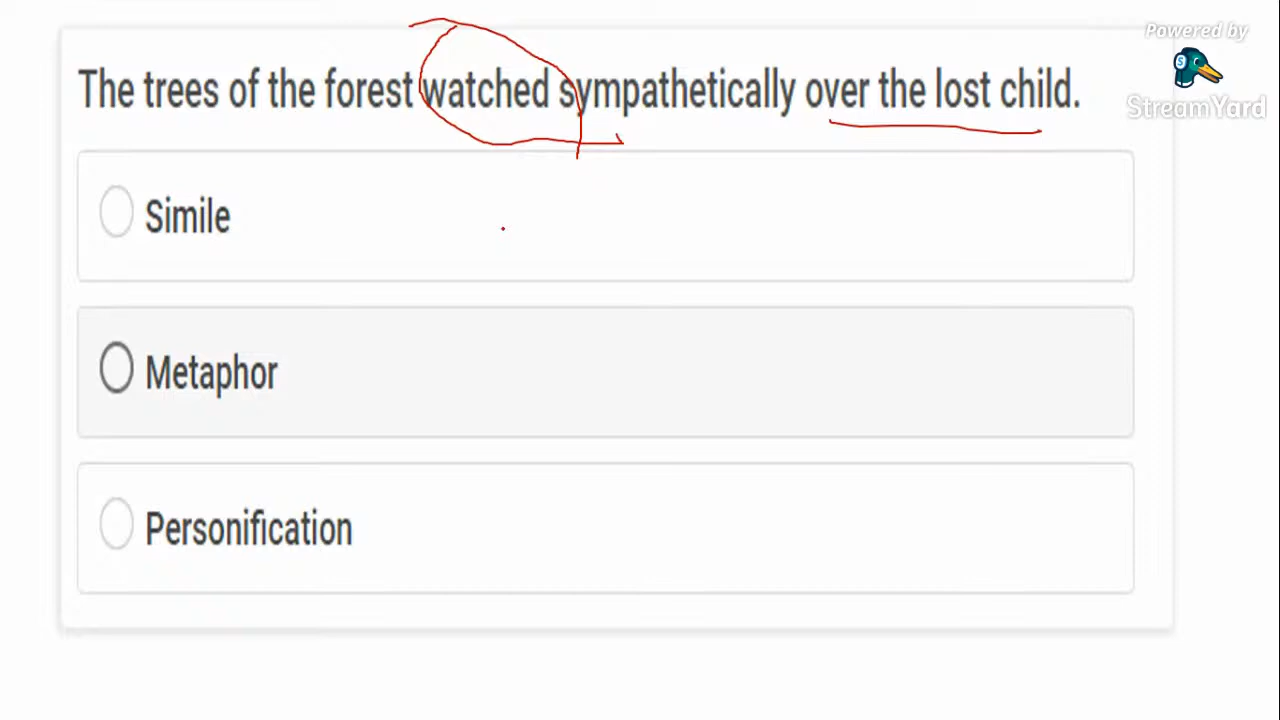 Powered by
The trees of the forest watched sympathetically over the lost child.
S
StreamYard
Simile
Metaphor
Personification